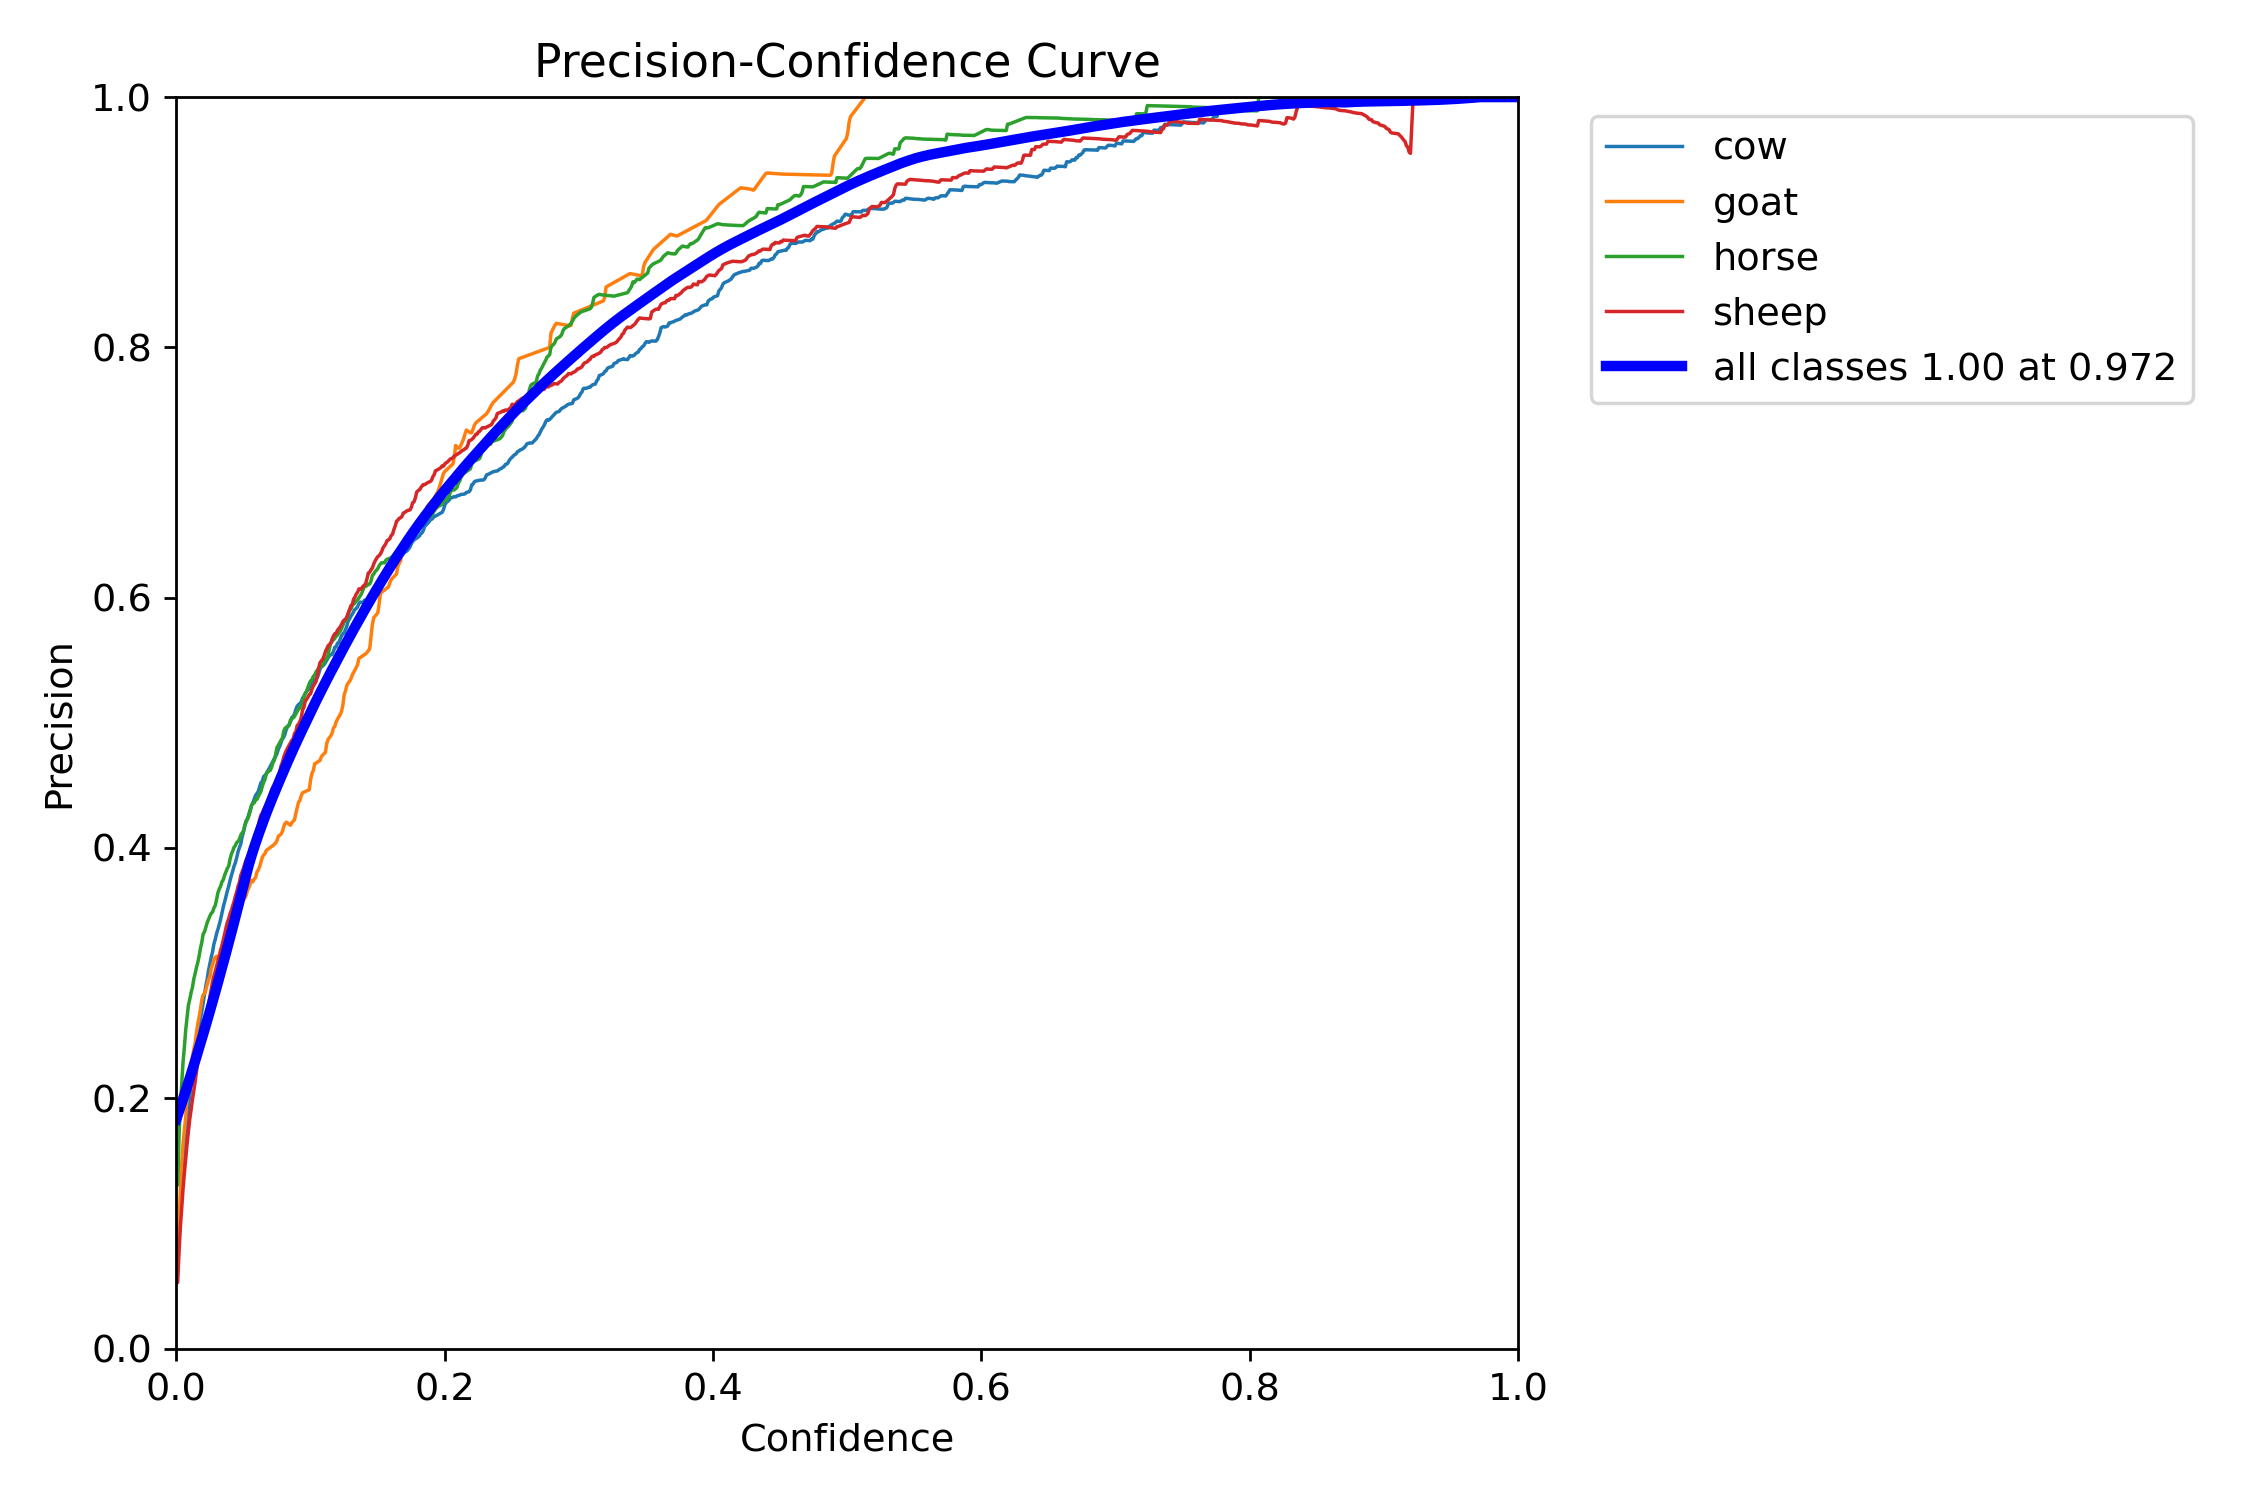 Precision-Confidence Curve
1.0
0.8
0.6
0.4
0.2
0.0
Precision
0.0 0.2 0.4 0.6 0.8 1.0
Confidence
cow
goat
horse
sheep
all classes 1.00 at 0.972